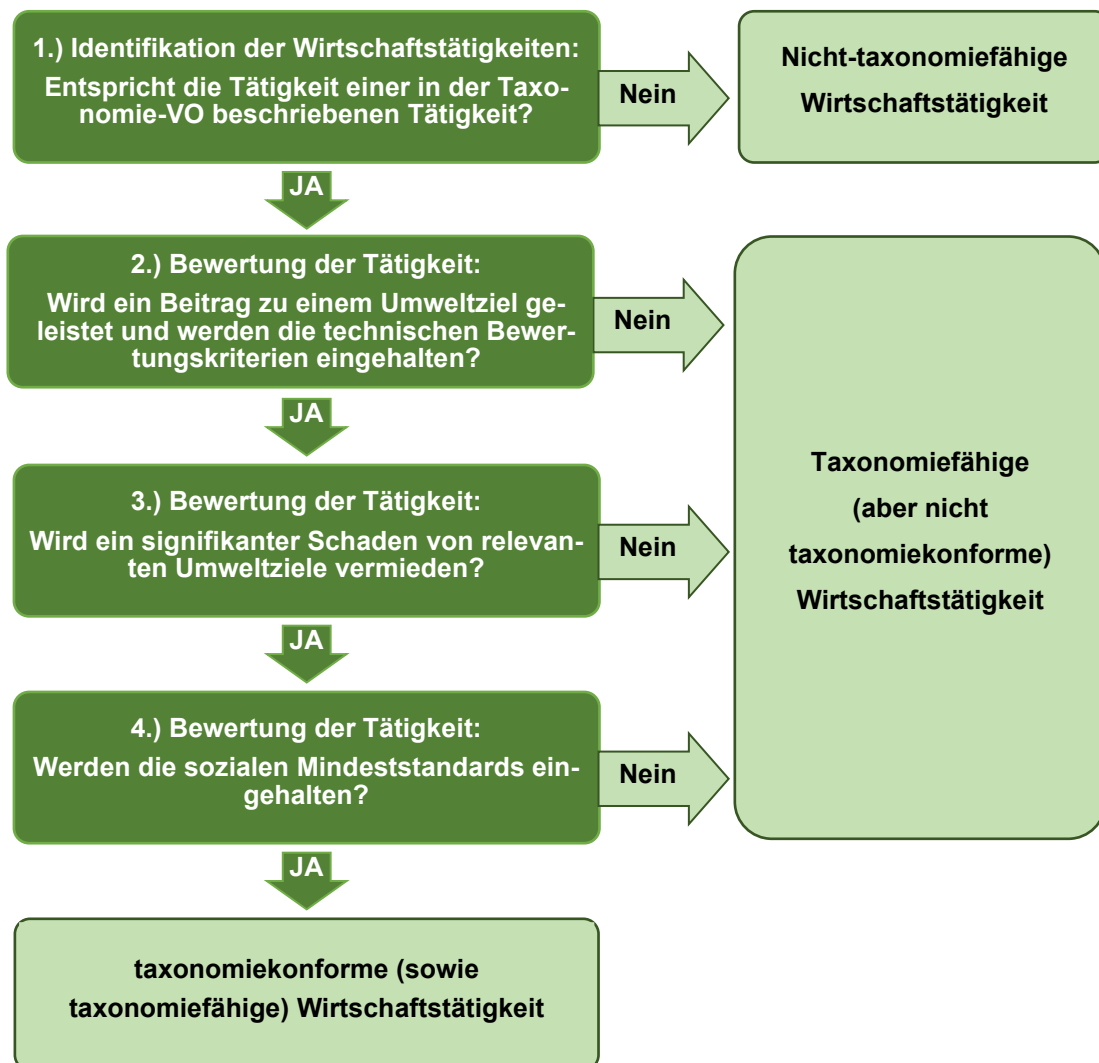 1.) Identifikation der Wirtschaftstätigkeiten:
Entspricht die Tätigkeit einer in der Taxo-
nomie-VO beschriebenen Tätigkeit?
Nein
Nicht-taxonomiefähige
Wirtschaftstätigkeit
JA
2.) Bewertung der Tätigkeit:
Wird ein Beitrag zu einem Umweltziel ge-
leistet und werden die technischen Bewer-
tungskriterien eingehalten?
Nein
JA
3.) Bewertung der Tätigkeit:
Wird ein signifikanter Schaden von relevan-
ten Umweltziele vermieden?
Nein
Taxonomiefähige
(aber nicht
taxonomiekonforme)
Wirtschaftstätigkeit
JA
4.) Bewertung der Tätigkeit:
Werden die sozialen Mindeststandards ein-
gehalten?
Nein
JA
taxonomiekonforme (sowie
taxonomiefähige) Wirtschaftstätigkeit